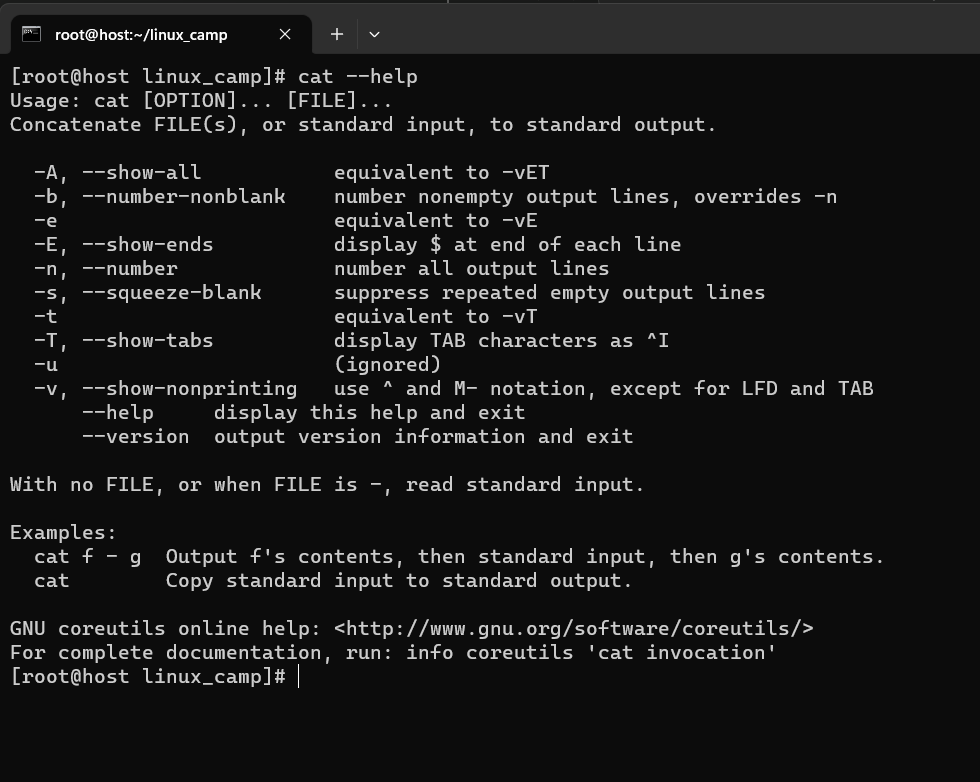 root@host:~/linux_camp
[root@host linux_camp]# cat --help
Usage: cat [OPTION]... [FILE]...
Concatenate FILE(s), or standard input, to standard output.

  -A, --show-all           equivalent to -vET
  -b, --number-nonblank    number nonempty output lines, overrides -n
  -e                       equivalent to -vE
  -E, --show-ends          display $ at end of each line
  -n, --number             number all output lines
  -s, --squeeze-blank      suppress repeated empty output lines
  -t                       equivalent to -vT
  -T, --show-tabs          display TAB characters as ^I
  -u                       (ignored)
  -v, --show-nonprinting   use ^ and M- notation, except for LFD and TAB
      --help     display this help and exit
      --version  output version information and exit

With no FILE, or when FILE is -, read standard input.

Examples:
  cat f - g  Output f's contents, then standard input, then g's contents.
  cat        Copy standard input to standard output.

GNU coreutils online help: <http://www.gnu.org/software/coreutils/>
For complete documentation, run: info coreutils 'cat invocation'
[root@host linux_camp]#